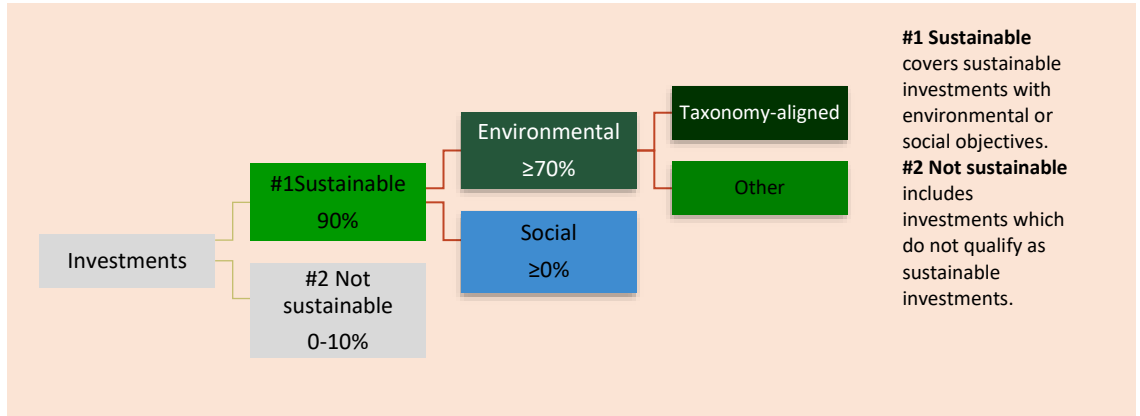 Investments
#1Sustainable
90%
#2 Not
sustainable
0-10%
Environmental
≥70%
Social
≥0%
Taxonomy-aligned
Other
#1 Sustainable
covers sustainable
investments with
environmental or
social objectives.
#2 Not sustainable
includes
investments which
do not qualify as
sustainable
investments.